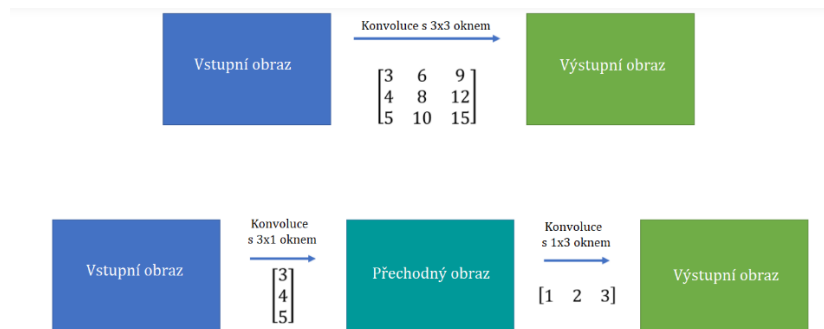 Konvoluce s 3x3 oknem
Vstupní obraz
Výstupní obraz
3 6 9
4 8 12
5 10 15
Konvoluce
s 3x1 oknem
Konvoluce
s 1x3 oknem
Vstupní obraz
Přechodný obraz
Výstupní obraz
3
4
5
[1 2 3]